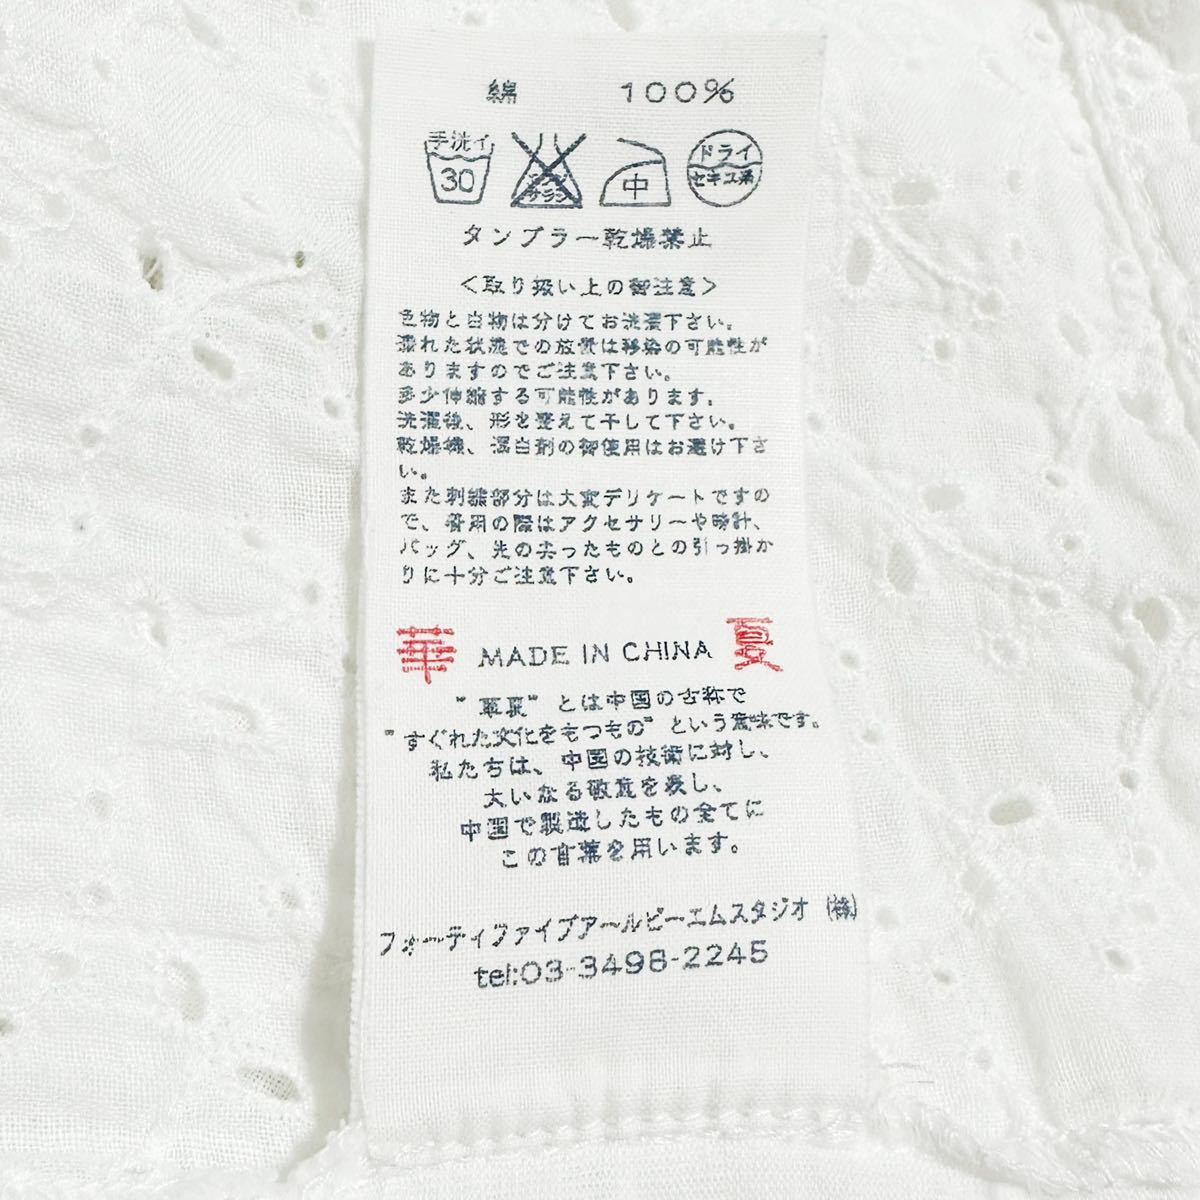 綿 100%
手洗イ
30
エンソ
サラシ
中
ドライ
セキユ系
タンブラー乾燥禁止
<取り扱い上の御注意>
色物と白物は分けてお洗濯下さい。
濡れた状態での放置は移染の可能性が
ありますのでご注意下さい。
多少伸縮する可能性があります。
洗濯後、形を整えて干して下さい。
乾燥機、漂白剤の御使用はお避け下さ
い。
また刺繍部分は大変デリケートですの
で、着用の際はアクセサリーや時計、
バッグ、先の尖ったものとの引っ掛か
りに十分ご注意下さい。
華 MADE IN CHINA 夏
"華夏" とは中国の古称で
"すぐれた文化をもつもの" という意味です。
私たちは、中国の技術に対し、
大いなる敬意を表し、
中国で製造したもの全てに
この言葉を用います。
フォーティファイブアールピーエムスタジオ (株)
tel:03-3498-2245